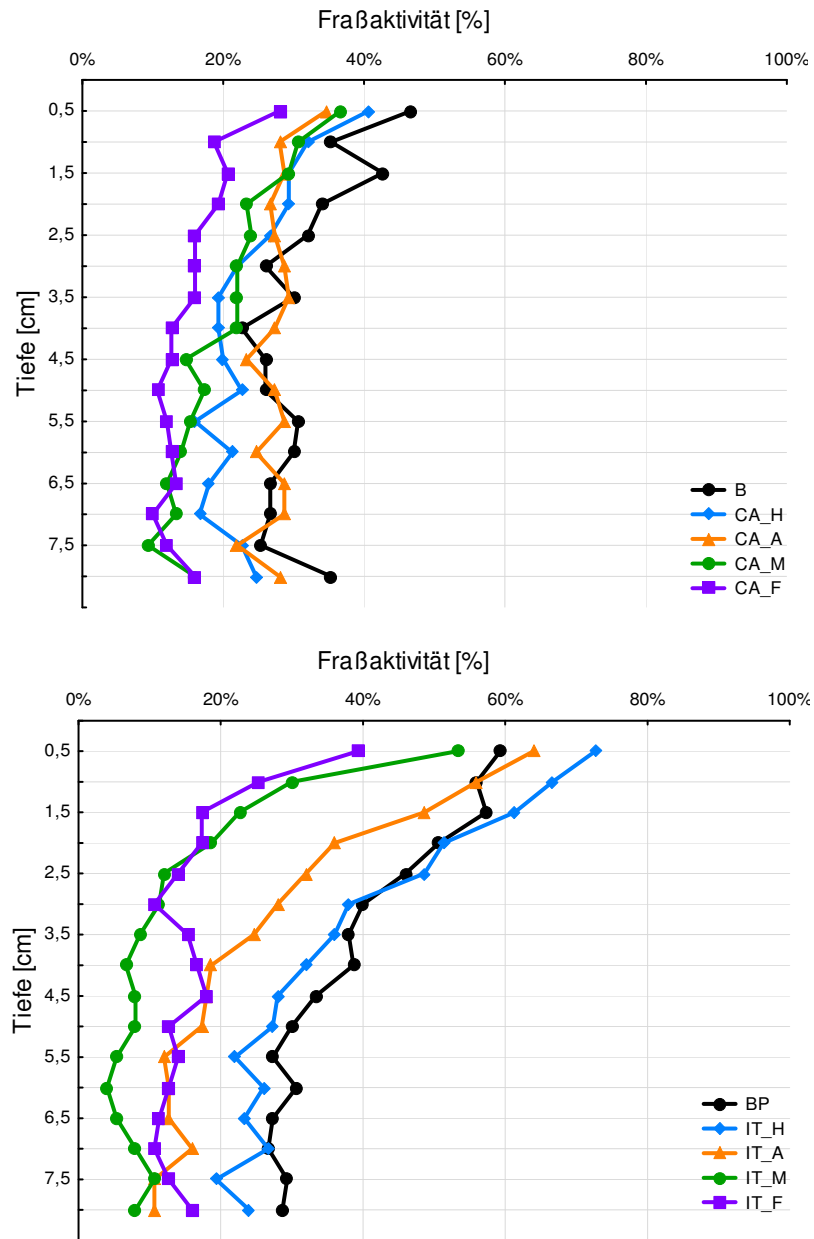 Fraßaktivität [%]
0% 20% 40% 60% 80% 100%
Tiefe [cm]
0,5
1,5
2,5
3,5
4,5
5,5
6,5
7,5
B
CA_H
CA_A
CA_M
CA_F
Fraßaktivität [%]
0% 20% 40% 60% 80% 100%
Tiefe [cm]
0,5
1,5
2,5
3,5
4,5
5,5
6,5
7,5
BP
IT_H
IT_A
IT_M
IT_F